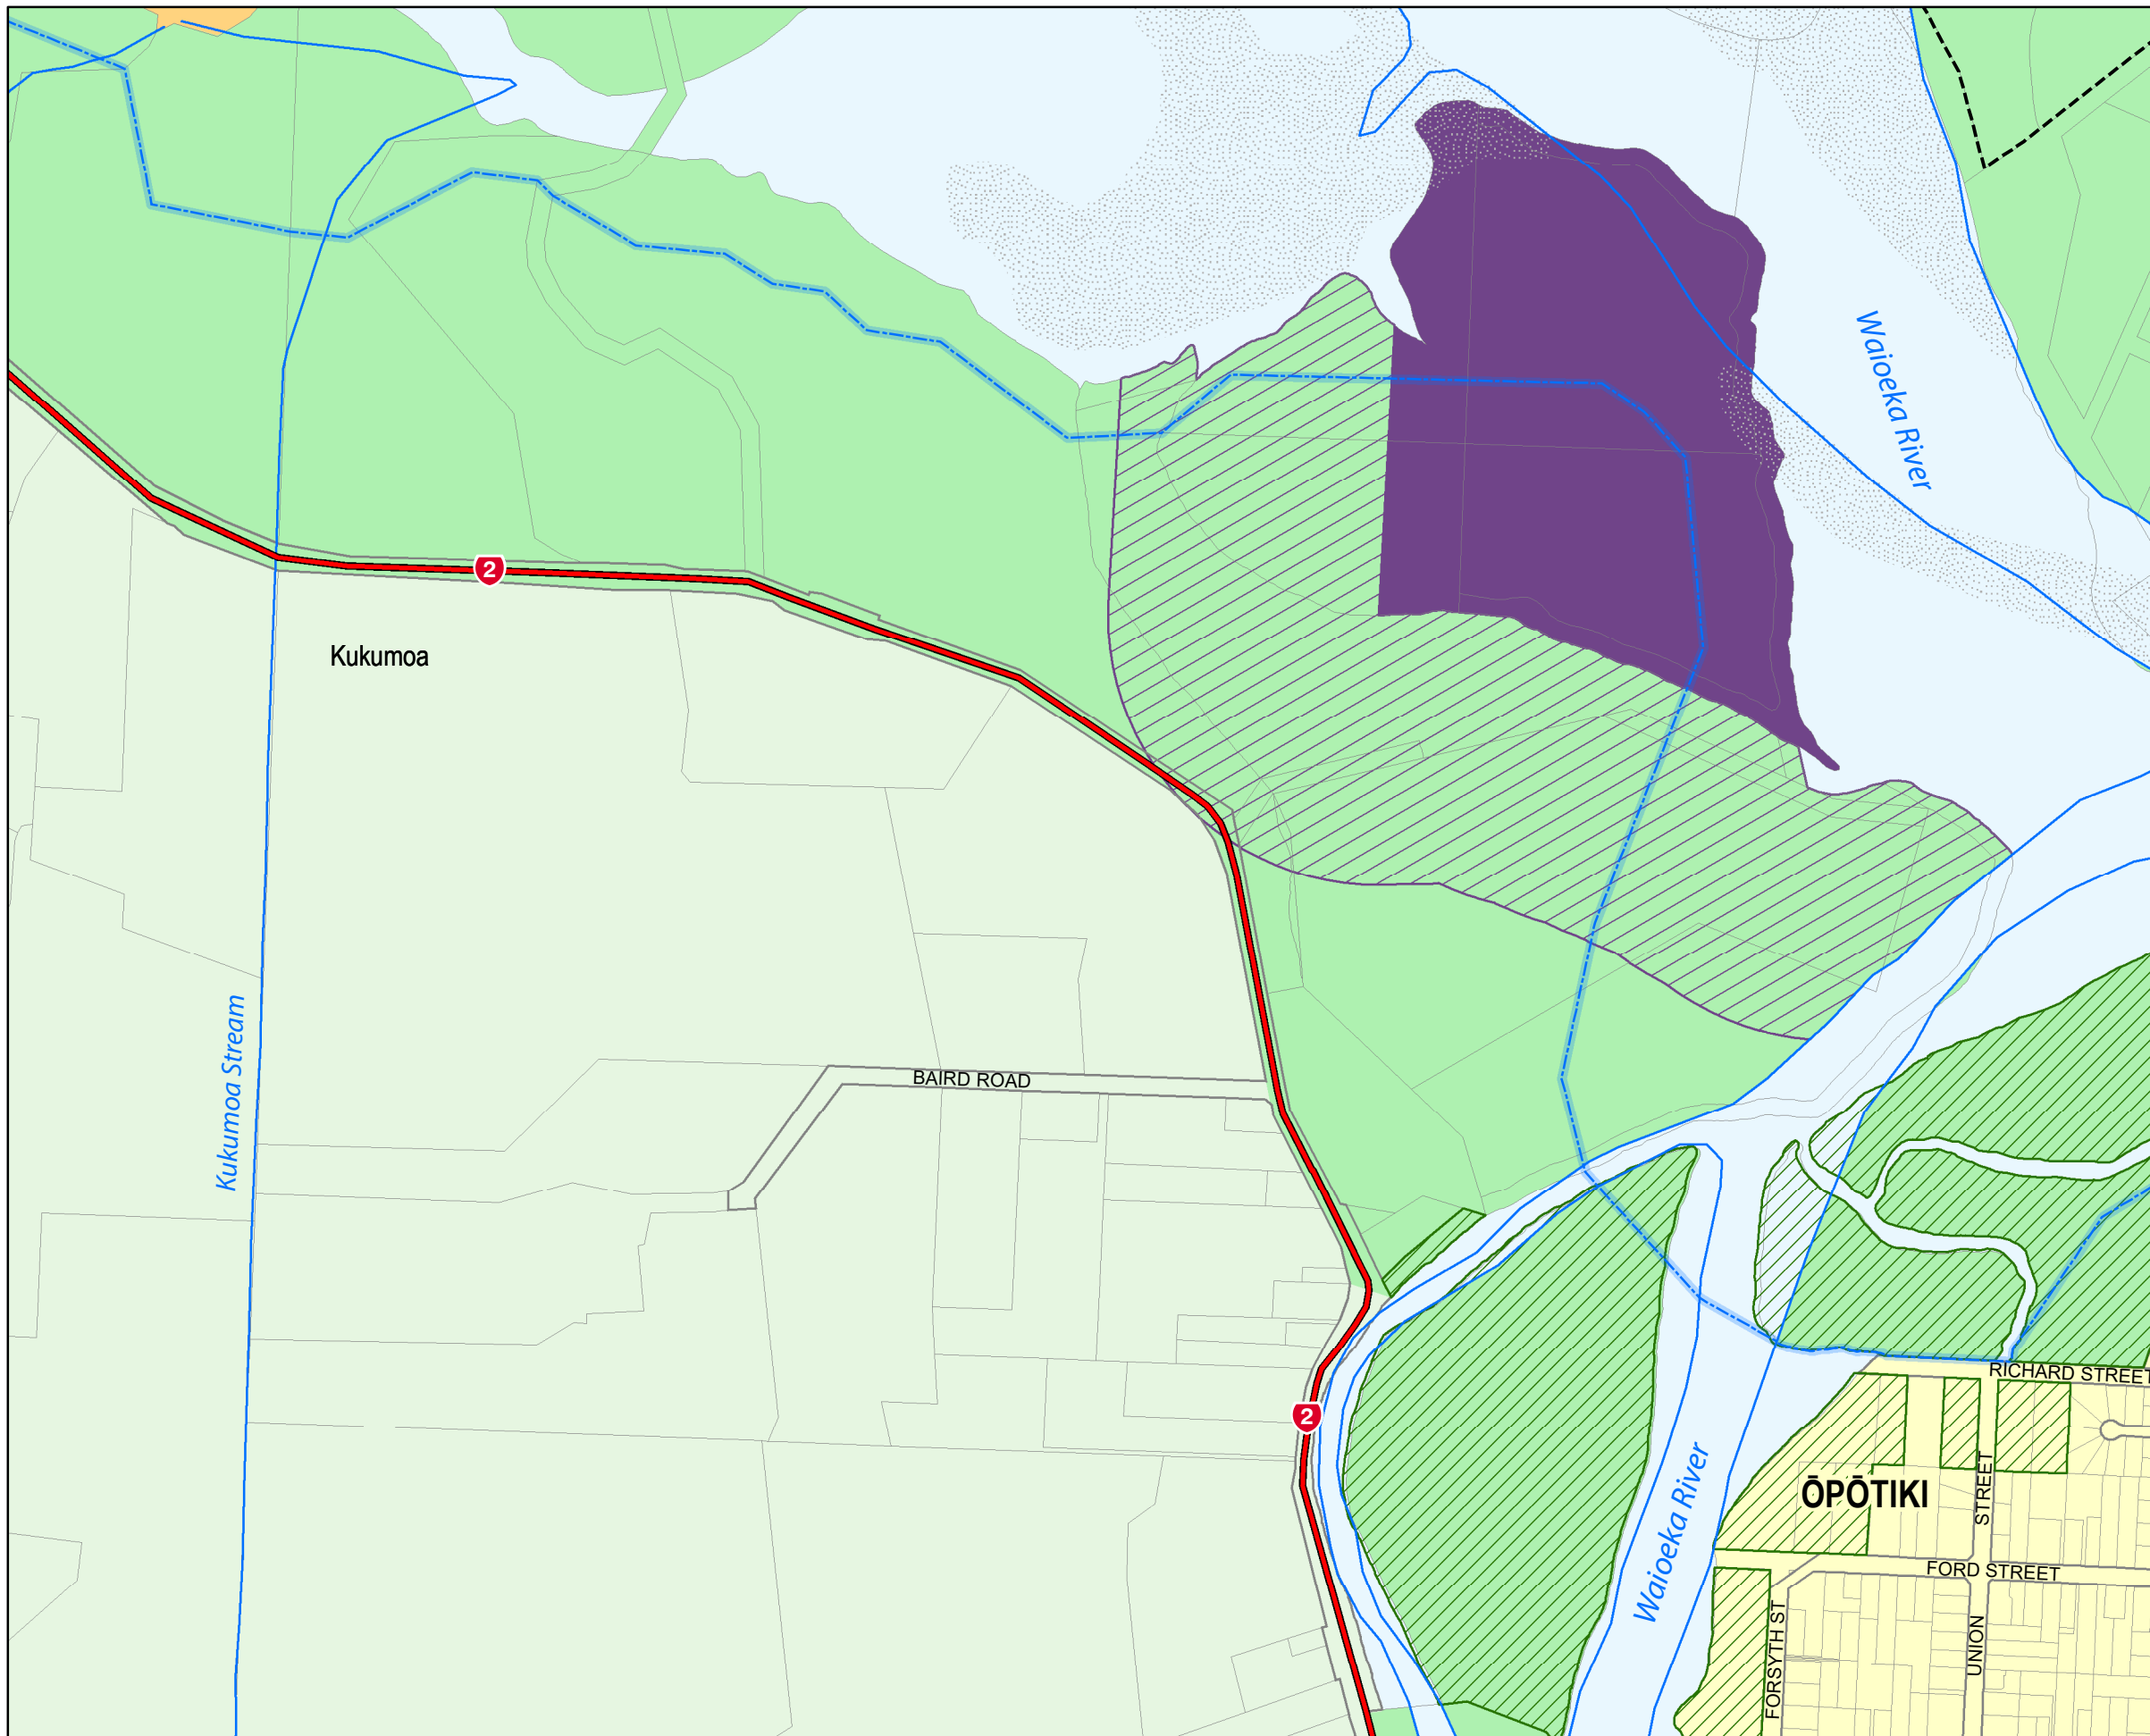 Waioeka River
2
Kukumoa
Kukumoa Stream
BAIRD ROAD
RICHARD STREET
2
ŌPŌTIKI
STREET
Waioeka River
FORD STREET
FORSYTH ST
UNION